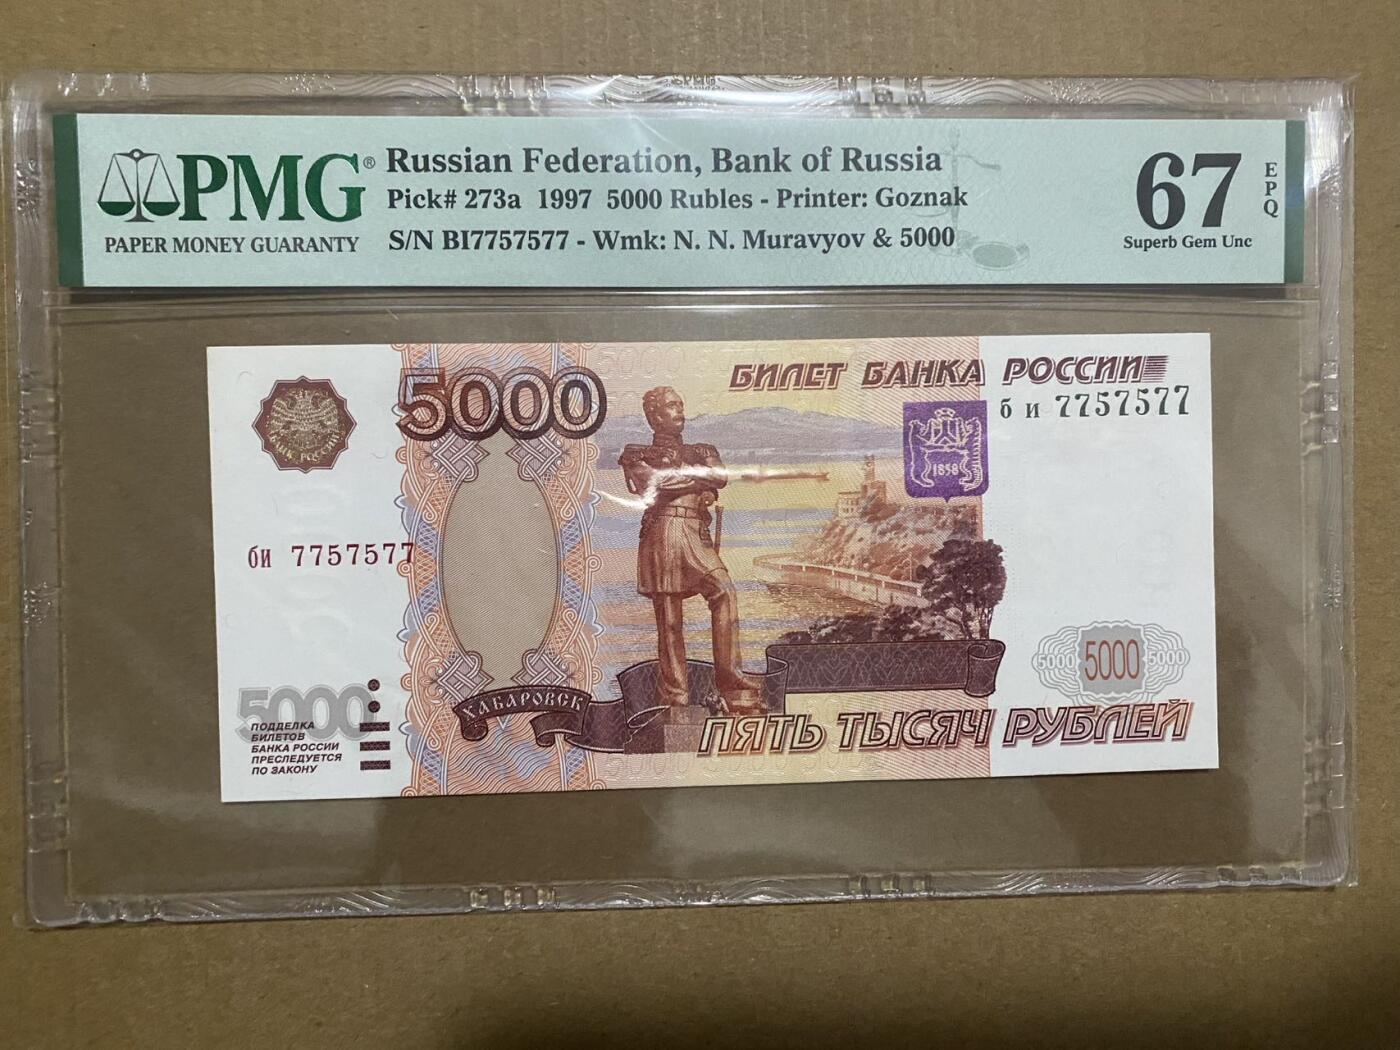 PMG®
PAPER MONEY GUARANTY
Russian Federation, Bank of Russia
Pick# 273a 1997 5000 Rubles - Printer: Goznak
S/N BI7757577 - Wmk: N. N. Muravyov & 5000
67
EPQ
Superb Gem Unc
5000
БИЛЕТ БАНКА РОССИИ
б и 7757577
1858
би 7757577
5000
ПОДДЕЛКА
БИЛЕТОВ
БАНКА РОССИИ
ПРЕСЛЕДУЕТСЯ
ПО ЗАКОНУ
ХАБАРОВСК
5000 5000 5000
ПЯТЬ ТЫСЯЧ РУБЛЕЙ